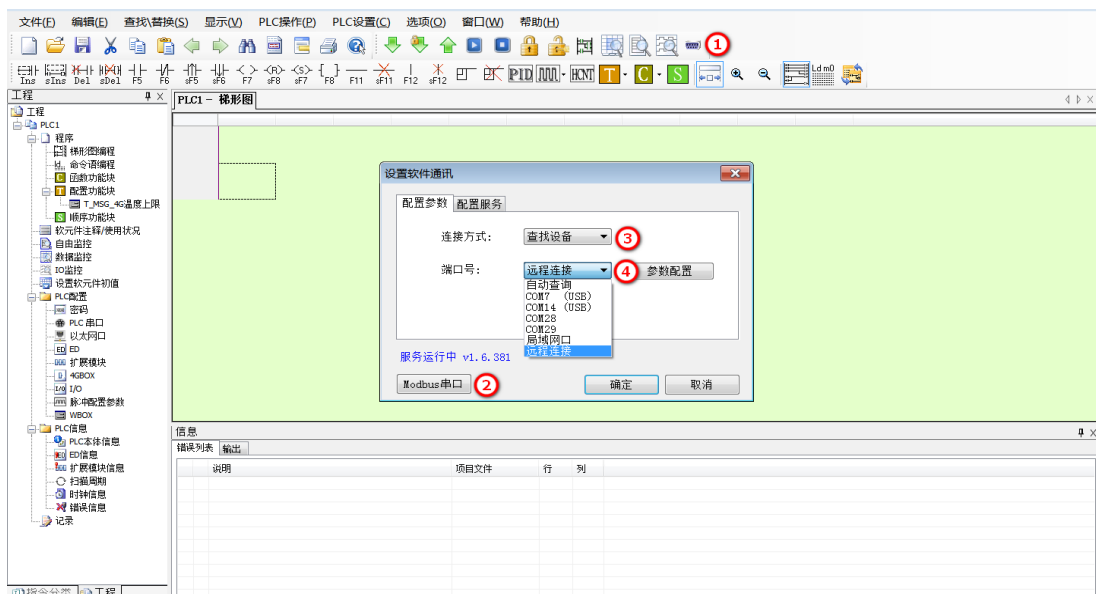 文件(F) 编辑(E) 查找\替换(S) 显示(V) PLC操作(P) PLC设置(C) 选项(O) 窗口(W) 帮助(H)
1
Ins sIns Del sDel F5 F6 sF5 sF6 F7 sF8 sF7 F8 F11 sF11 F12 sF12 PID HCNT T C S Ld m0
工程
PLC1 - 梯形图
工程
PLC1
程序
梯形图编程
命令语编程
函数功能块
配置功能块
T_MSG_4G温度上限
顺序功能块
软元件注释/使用状况
自由监控
数据监控
IO监控
设置软元件初值
PLC配置
密码
PLC 串口
以太网口
ED
扩展模块
4GBOX
I/O
脉冲配置参数
WBOX
PLC信息
PLC本体信息
ED信息
扩展模块信息
扫描周期
时钟信息
错误信息
记录
指令分类 工程
设置软件通讯
配置参数 配置服务
连接方式： 查找设备 3
端口号： 远程连接 4 参数配置
自动查询
COM7 (USB)
COM14 (USB)
COM28
COM29
局域网口
远程连接
服务运行中 v1.6.381
Modbus串口 2 确定 取消
信息
错误列表 输出
说明 项目文件 行 列